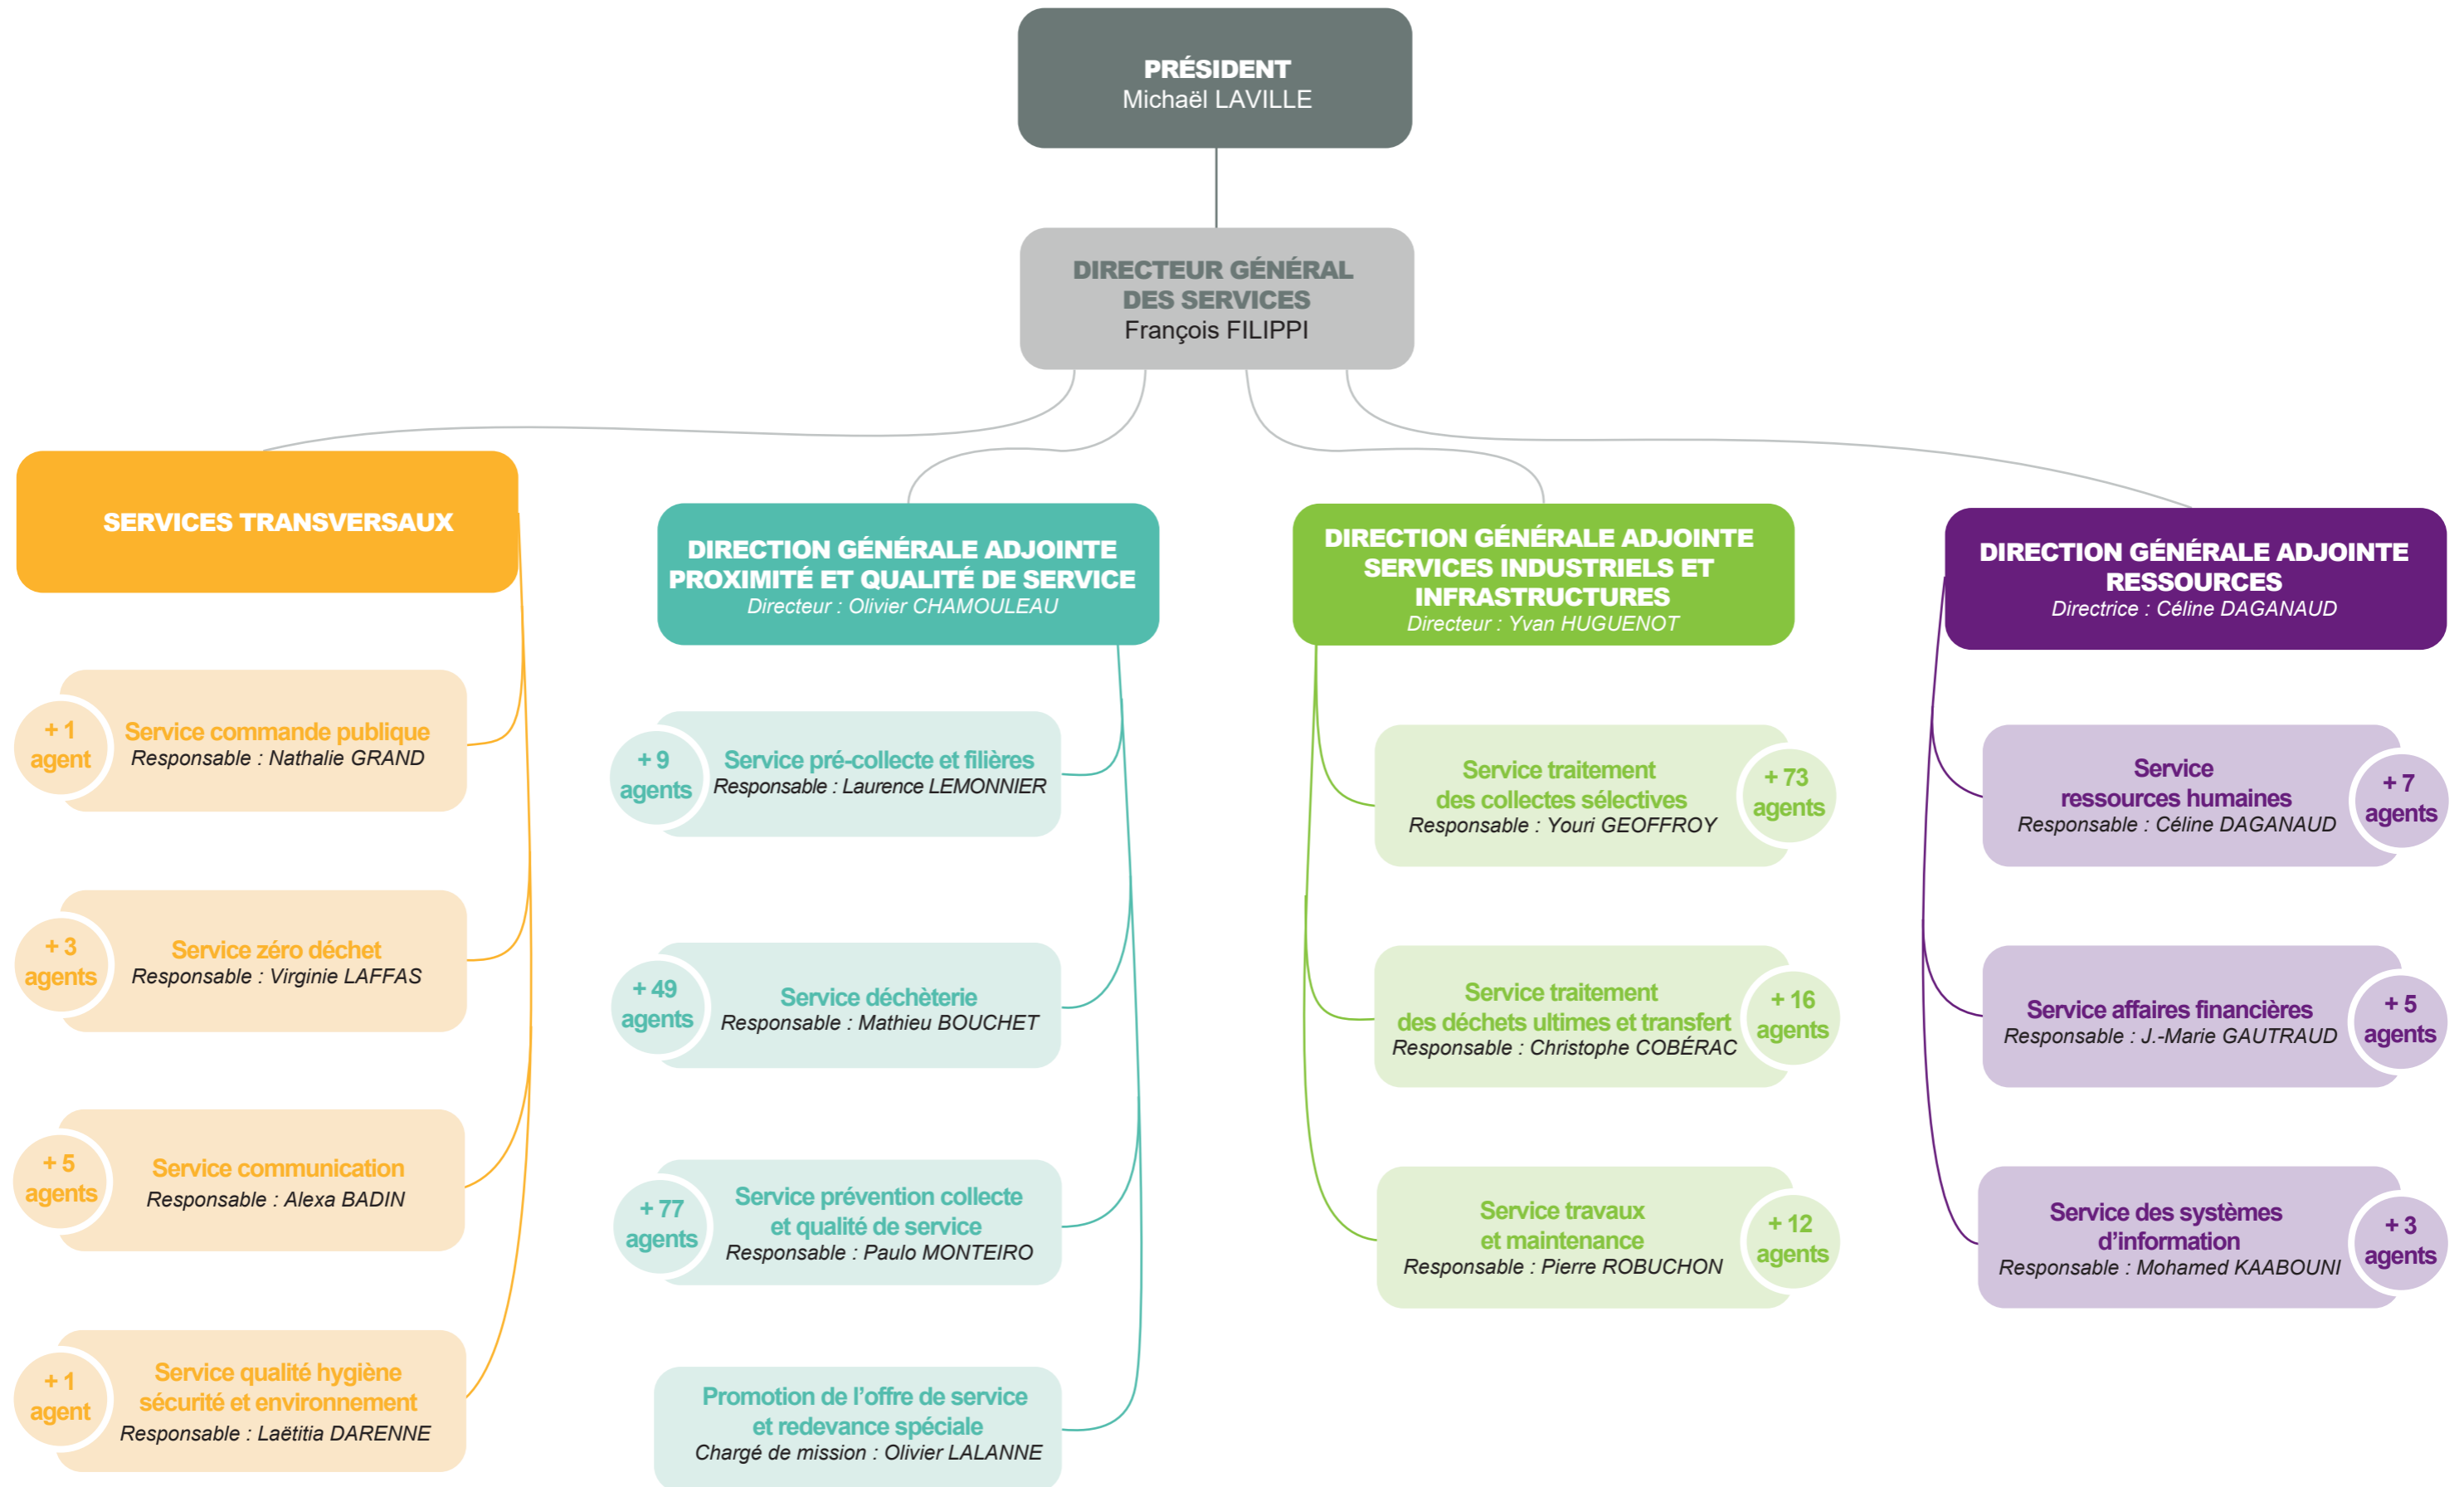 PRÉSIDENT
Michaël LAVILLE
DIRECTEUR GÉNÉRAL
DES SERVICES
François FILIPPI
SERVICES TRANSVERSAUX
+ 1
agent
Service commande publique
Responsable : Nathalie GRAND
+ 3
agents
Service zéro déchet
Responsable : Virginie LAFFAS
+ 5
agents
Service communication
Responsable : Alexa BADIN
+ 1
agent
Service qualité hygiène
sécurité et environnement
Responsable : Laëtitia DARENNE
DIRECTION GÉNÉRALE ADJOINTE
PROXIMITÉ ET QUALITÉ DE SERVICE
Directeur : Olivier CHAMOULEAU
+ 9
agents
Service pré-collecte et filières
Responsable : Laurence LEMONNIER
+ 49
agents
Service déchèterie
Responsable : Mathieu BOUCHET
+ 77
agents
Service prévention collecte
et qualité de service
Responsable : Paulo MONTEIRO
Promotion de l’offre de service
et redevance spéciale
Chargé de mission : Olivier LALANNE
DIRECTION GÉNÉRALE ADJOINTE
SERVICES INDUSTRIELS ET
INFRASTRUCTURES
Directeur : Yvan HUGUENOT
Service traitement
des collectes sélectives
Responsable : Youri GEOFFROY
+ 73
agents
Service traitement
des déchets ultimes et transfert
Responsable : Christophe COBÉRAC
+ 16
agents
Service travaux
et maintenance
Responsable : Pierre ROBUCHON
+ 12
agents
DIRECTION GÉNÉRALE ADJOINTE
RESSOURCES
Directrice : Céline DAGANAUD
Service
ressources humaines
Responsable : Céline DAGANAUD
+ 7
agents
Service affaires financières
Responsable : J.-Marie GAUTRAUD
+ 5
agents
Service des systèmes
d’information
Responsable : Mohamed KAABOUNI
+ 3
agents